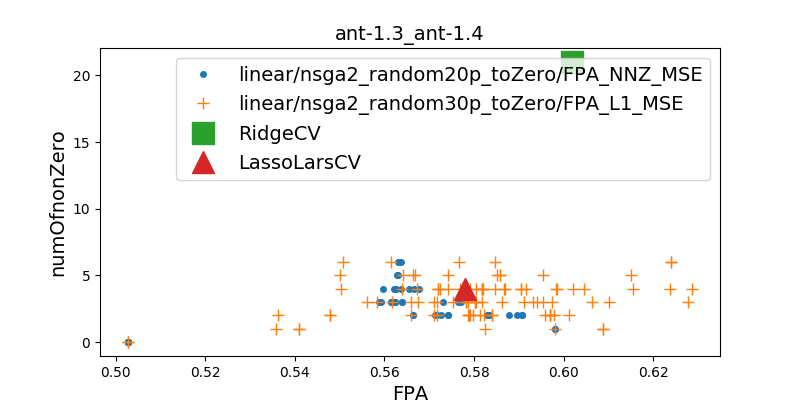 ant-1.3_ant-1.4
linear/nsga2_random20p_toZero/FPA_NNZ_MSE
linear/nsga2_random30p_toZero/FPA_L1_MSE
RidgeCV
LassoLarsCV
numOfnonZero
20
15
10
5
0
0.50 0.52 0.54 0.56 0.58 0.60 0.62
FPA